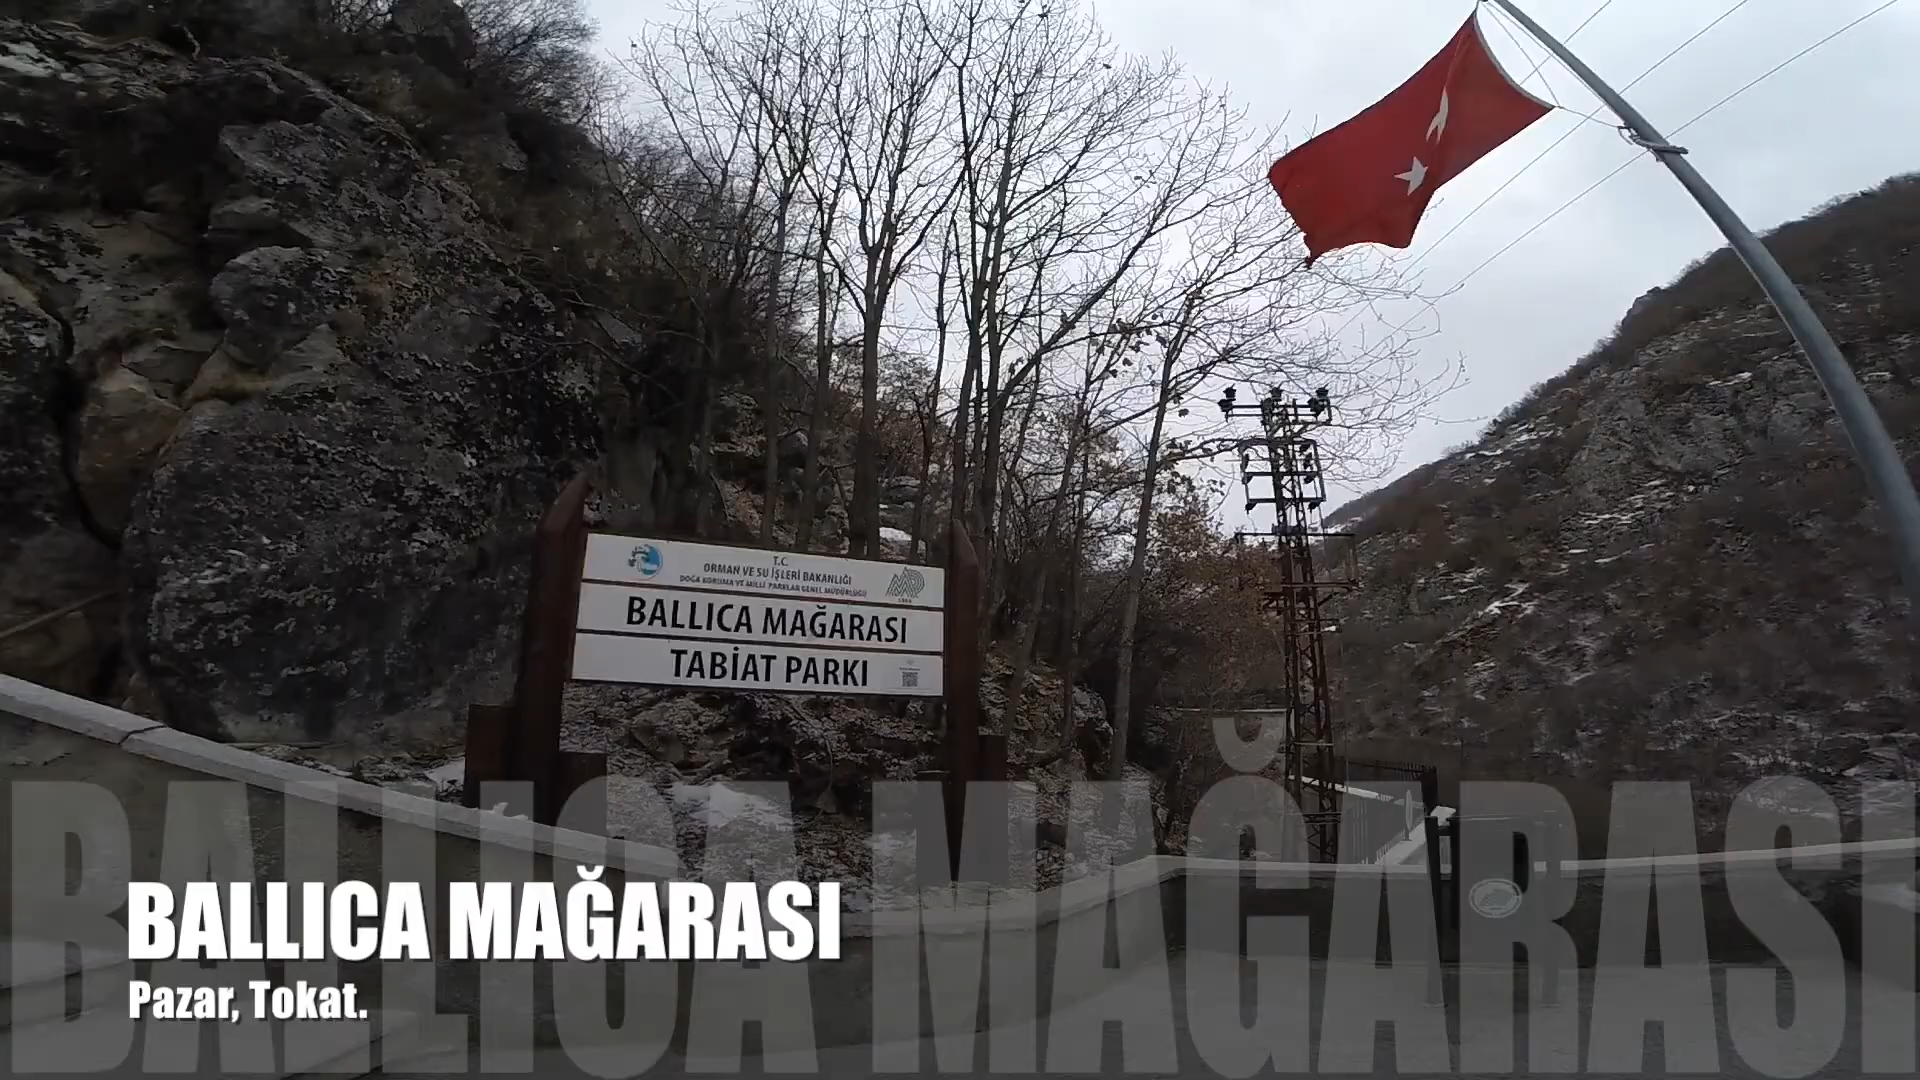 T.C.
ORMAN VE SU İŞLERİ BAKANLIĞI
DOĞA KORUMA VE MİLLİ PARKLAR GENEL MÜDÜRLÜĞÜ
BALLICA MAĞARASI
TABİAT PARKI
BALLICA MAĞARASI
BALLICA MAĞARASI
Pazar, Tokat.